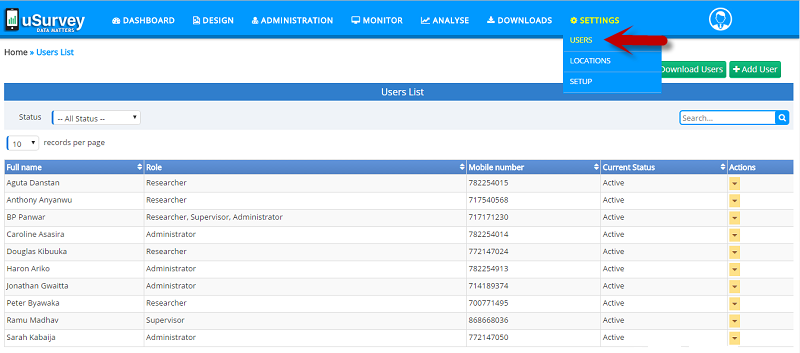 uSurvey
DATA MATTERS
DASHBOARD DESIGN ADMINISTRATION MONITOR ANALYSE DOWNLOADS SETTINGS
USERS
LOCATIONS
SETUP
Home » Users List
Download Users + Add User
Users List
Status -- All Status -- Search...
10 records per page
Full name Role Mobile number Current Status Actions
Aguta Danstan Researcher 782254015 Active
Anthony Anyanwu Researcher 717540568 Active
BP Panwar Researcher, Supervisor, Administrator 717171230 Active
Caroline Asasira Administrator 782254014 Active
Douglas Kibuuka Researcher 772147024 Active
Haron Ariko Administrator 782254913 Active
Jonathan Gwaitta Administrator 714189374 Active
Peter Byawaka Researcher 700771495 Active
Ramu Madhav Supervisor 868668036 Active
Sarah Kabaija Administrator 772147050 Active